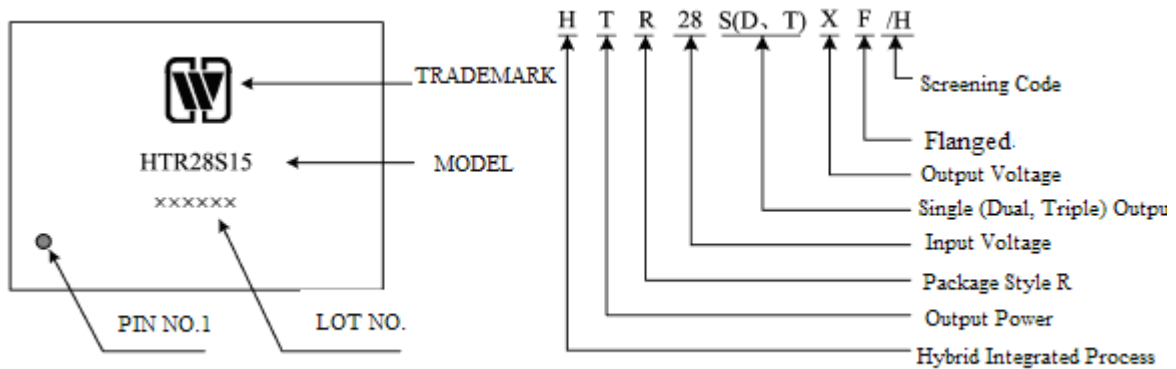 TRADEMARK
HTR28S15
MODEL
××××××
PIN NO.1
LOT NO.
H T R 28 S(D、T) X F /H
Screening Code
Flanged.
Output Voltage
Single (Dual, Triple) Outpu
Input Voltage
Package Style R
Output Power
Hybrid Integrated Process